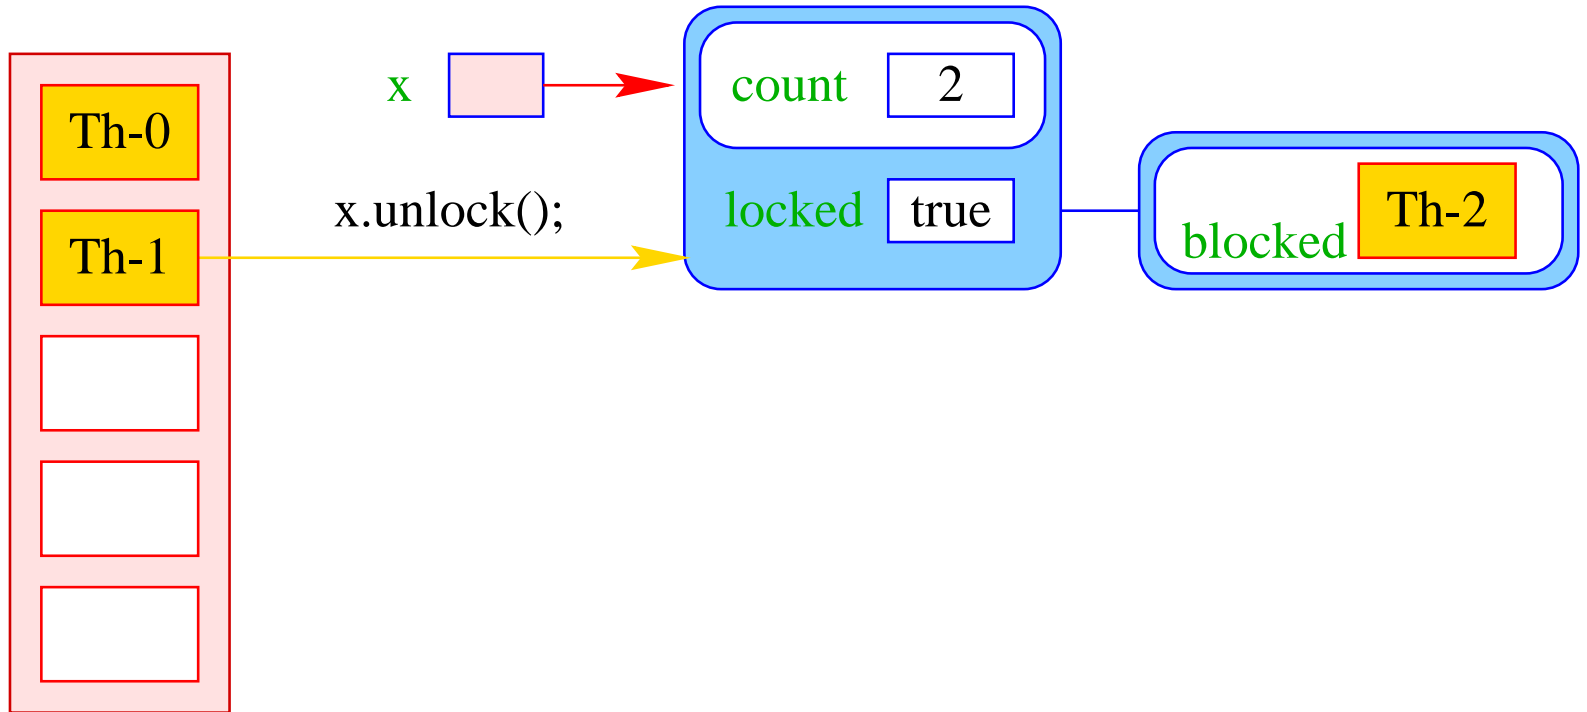 Th-0
Th-1
x
x.unlock();
count 2
locked true
blocked Th-2